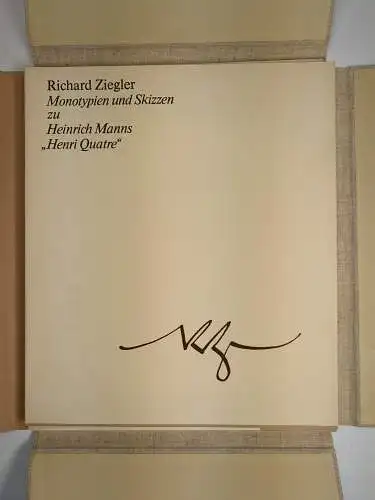 Richard Ziegler
Monotypien und Skizzen
zu
Heinrich Manns
„Henri Quatre“